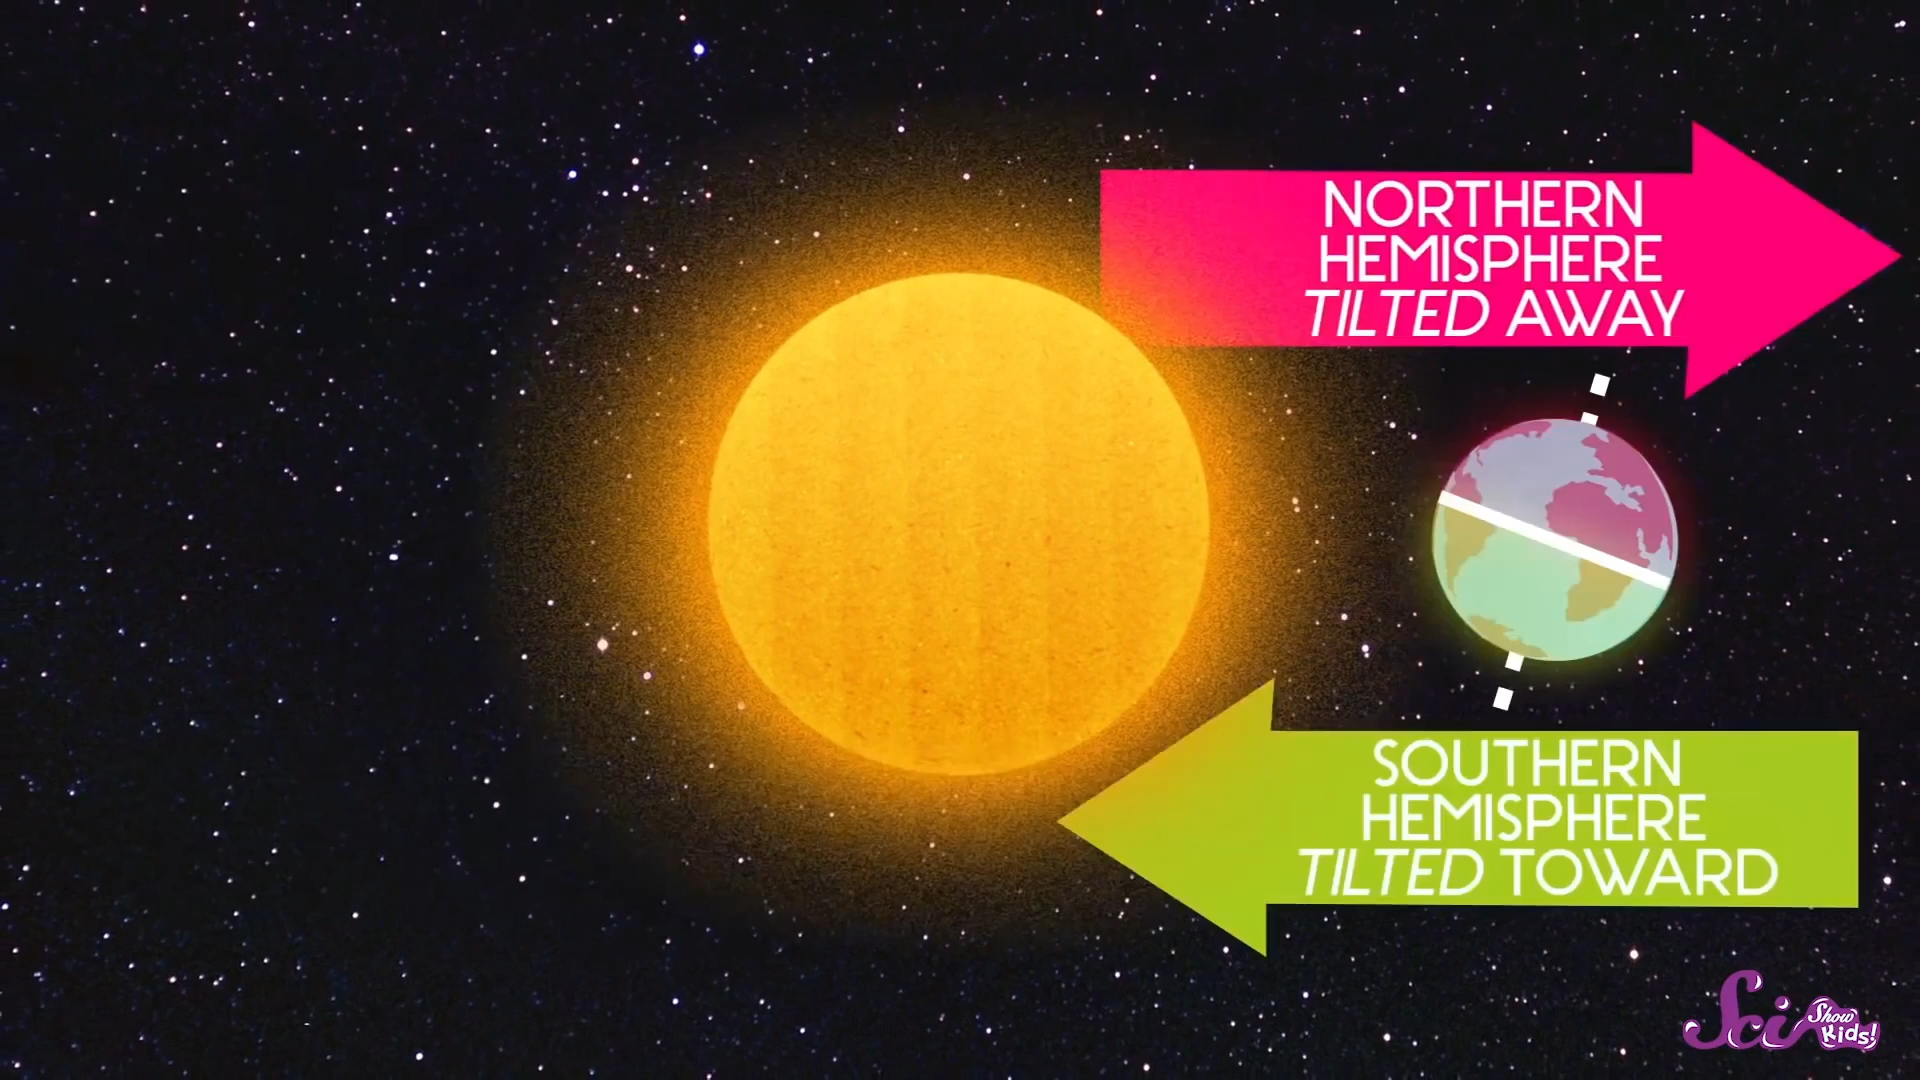 NORTHERN
HEMISPHERE
TILTED AWAY
SOUTHERN
HEMISPHERE
TILTED TOWARD
SciShow
Kids!